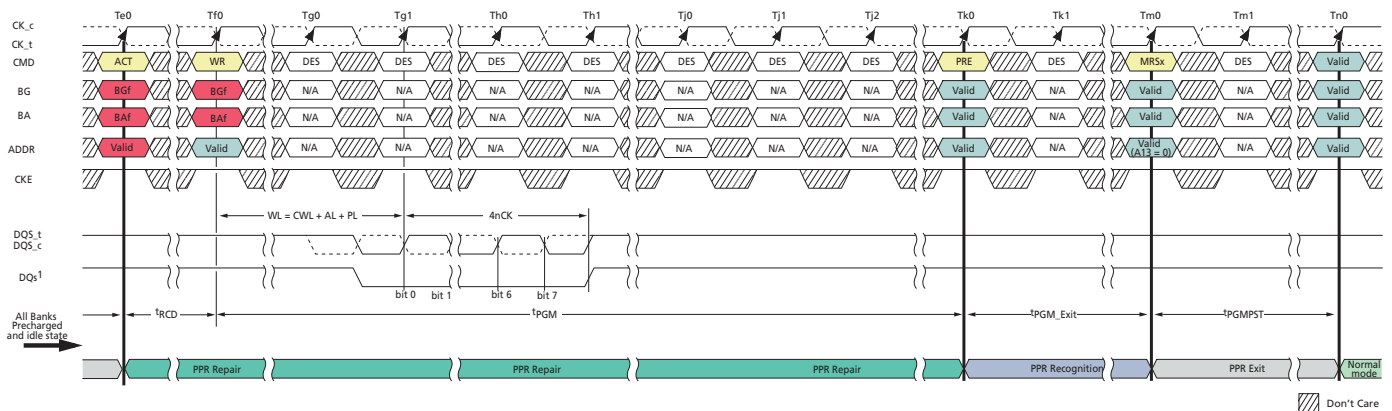 Te0 Tf0 Tg0 Tg1 Th0 Th1 Tj0 Tj1 Tj2 Tk0 Tk1 Tm0 Tm1 Tn0
CK_c
CK_t
CMD ACT WR DES DES DES DES DES DES DES PRE DES MRSx DES Valid
BG BGf BGf N/A N/A N/A N/A N/A N/A N/A Valid N/A Valid N/A Valid
BA BAf BAf N/A N/A N/A N/A N/A N/A N/A Valid N/A Valid N/A Valid
ADDR Valid Valid N/A N/A N/A N/A N/A N/A N/A Valid N/A Valid (A13 = 0) N/A Valid
CKE
WL = CWL + AL + PL 4nCK
DQS_t
DQS_c
DQs1
bit 0 bit 1 bit 6 bit 7
All Banks
Precharged
and idle state
tRCD tPGM tPGM_Exit tPGMPST
PPR Repair PPR Repair PPR Repair PPR Recognition PPR Exit Normal mode
Don't Care